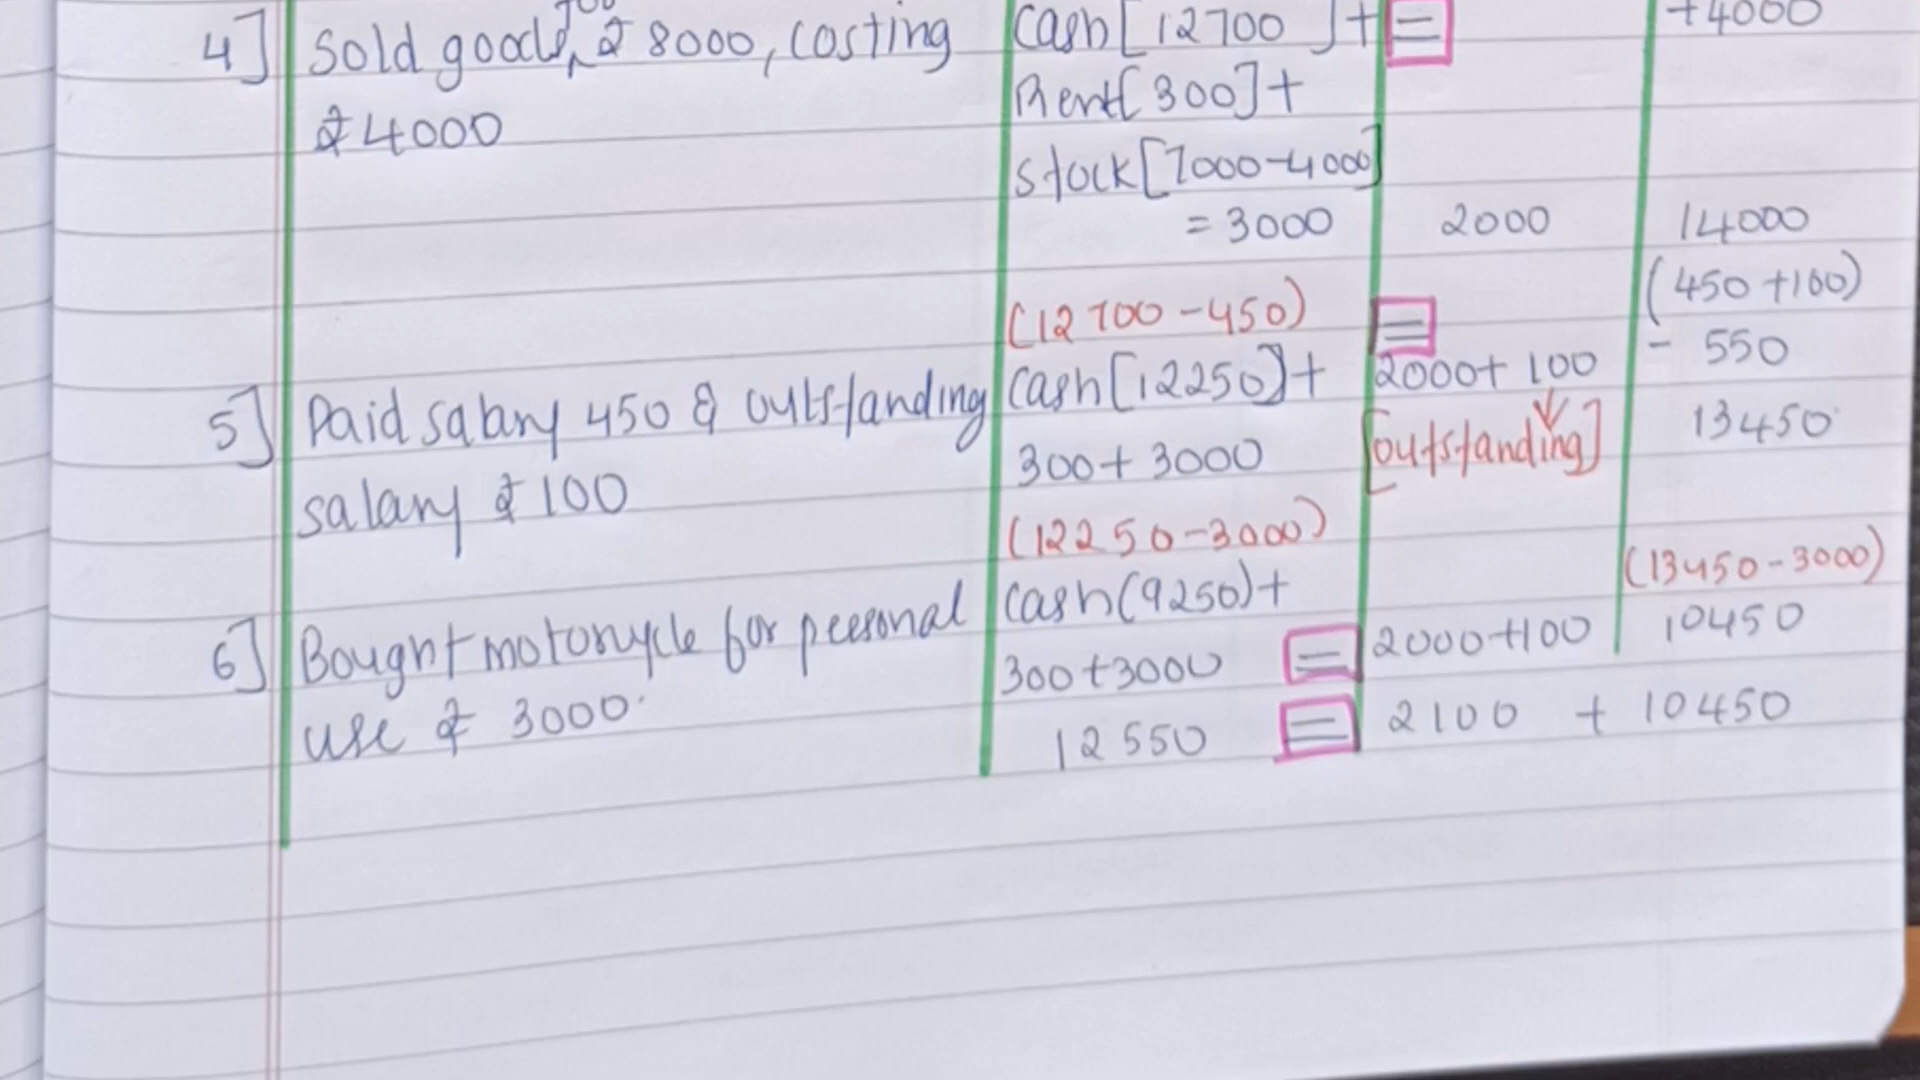 for
4] Sold goods, ₹ 8000, costing Cash[12700]+ = +4000
Rent[300]+
₹ 4000
stock[7000-4000]
= 3000 2000 14000
(450+100)
(12700-450) =
- 550
5] Paid salary 450 & outstanding Cash[12250]+ 2000+ 100
[outstanding] 13450
salary ₹ 100 300+ 3000
(12250-3000)
(13450-3000)
6] Bought motorcycle for peersonal Cash(9250)+
300+3000 = 2000+100 10450
use ₹ 3000.
12550 = 2100 + 10450